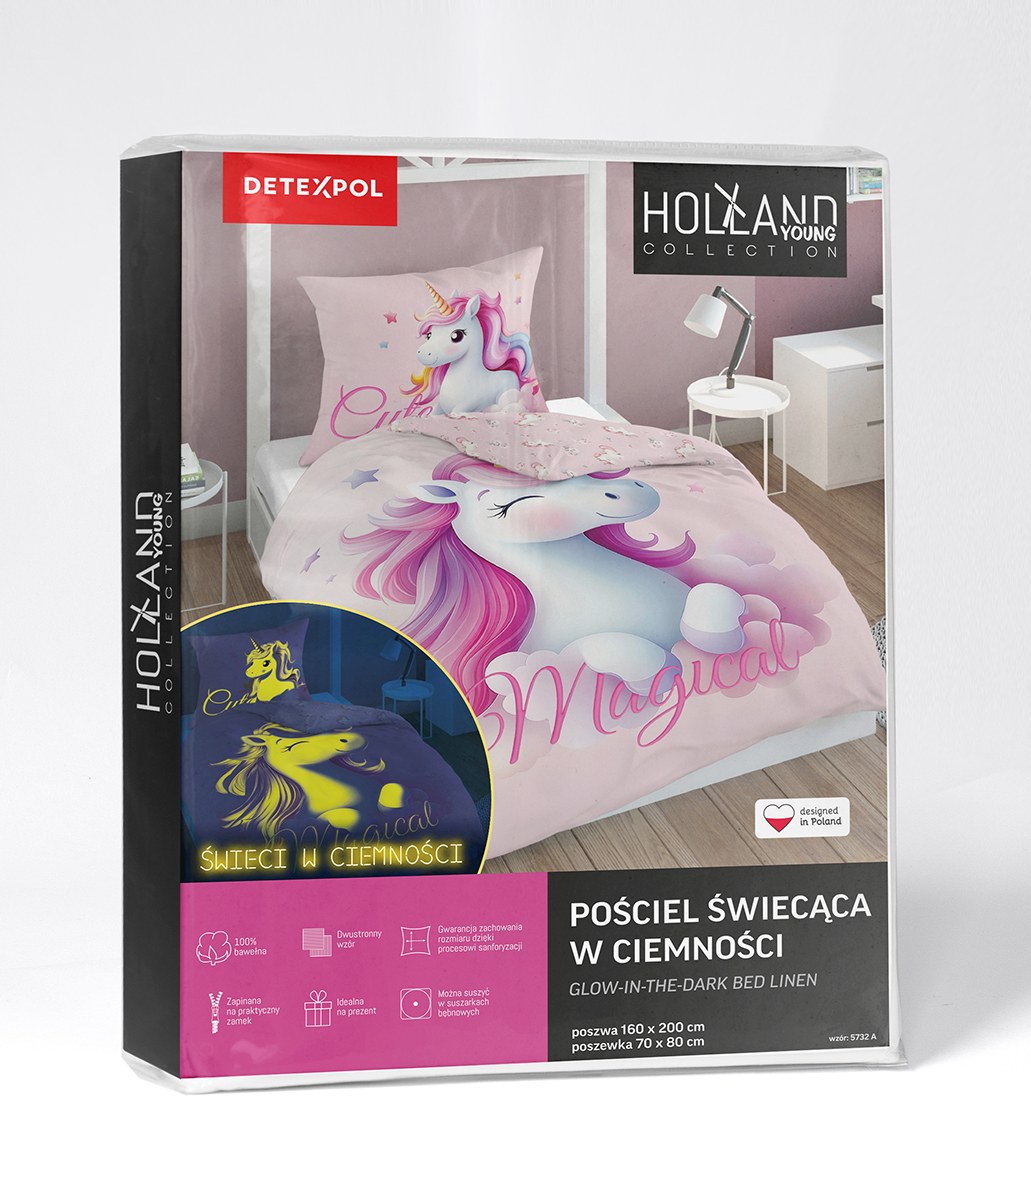 DETEXPOL
HOLLAND
YOUNG
COLLECTION
HOLLAND
YOUNG
COLLECTION
Cute
Magical
Cute
Magical
ŚWIECI W CIEMNOŚCI
designed
in Poland
100%
bawełna
Dwustronny
wzór
Gwarancja zachowania
rozmiaru dzięki
procesowi sanforyzacji
Zapinana
na praktyczny
zamek
Idealna
na prezent
Można suszyć
w suszarkach
bębnowych
POŚCIEL ŚWIECĄCA
W CIEMNOŚCI
GLOW-IN-THE-DARK BED LINEN
poszwa 160 x 200 cm
poszewka 70 x 80 cm
wzór: 5732 A